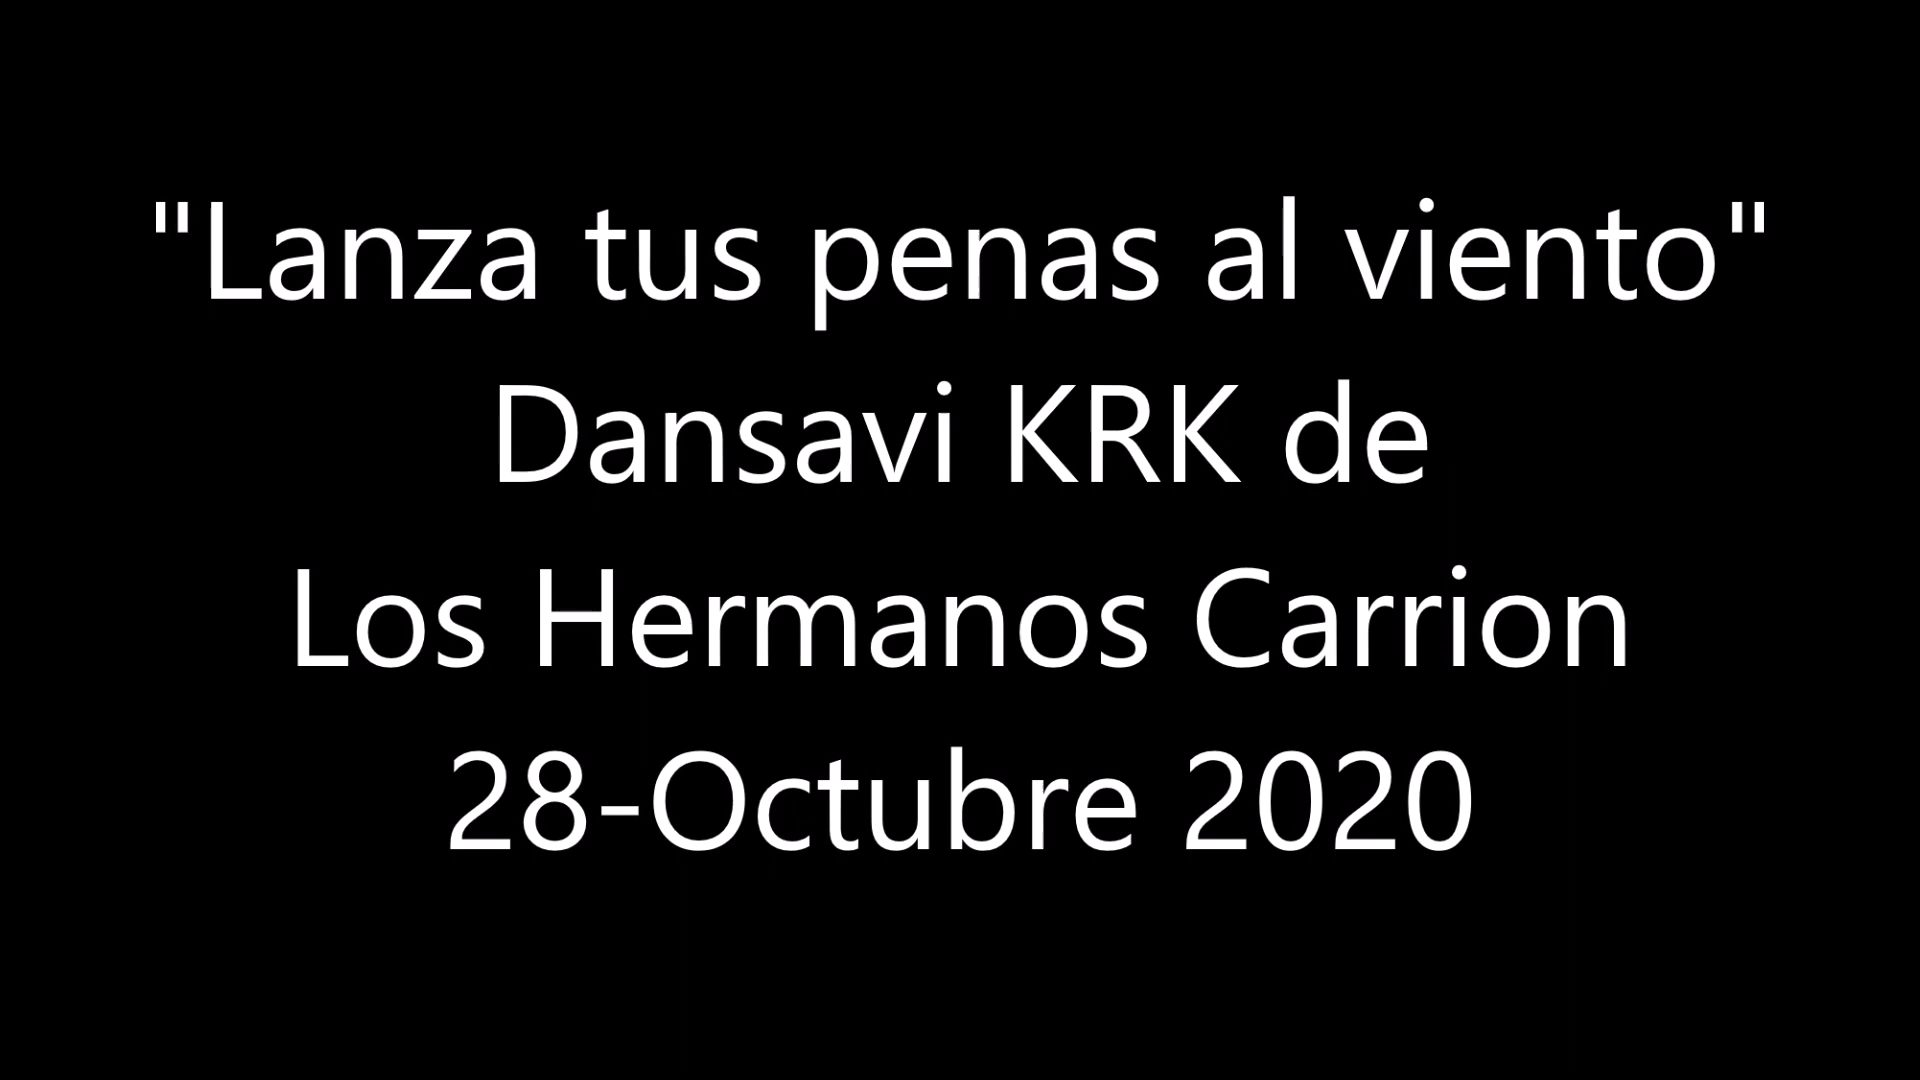 "Lanza tus penas al viento"
Dansavi KRK de
Los Hermanos Carrion
28-Octubre 2020